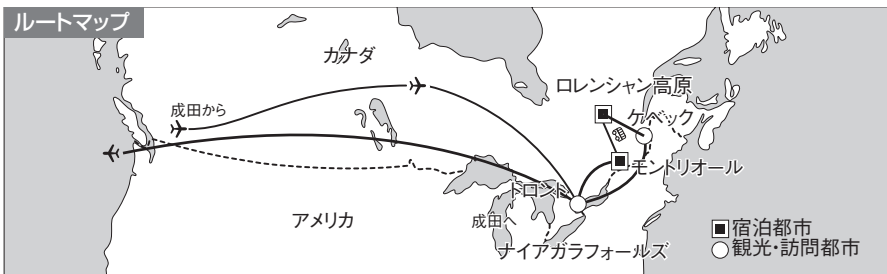 ルートマップ
カナダ
成田から
ロレンシャン高原
ケベック
モントリオール
トロント
アメリカ
成田へ
ナイアガラフォールズ
宿泊都市
観光・訪問都市